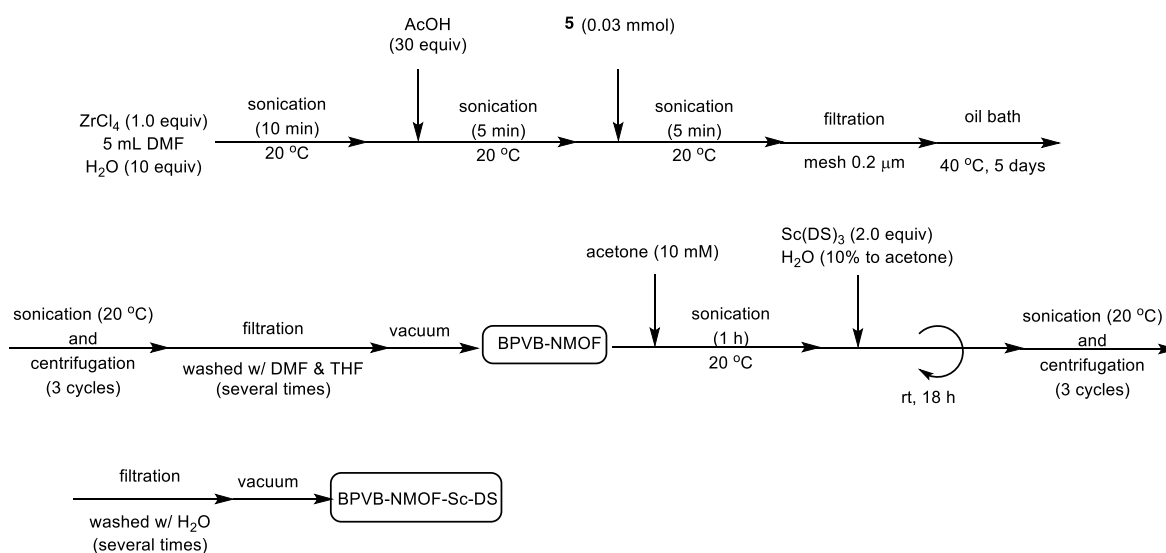 AcOH
(30 equiv)
5 (0.03 mmol)
ZrCl4 (1.0 equiv)
5 mL DMF
H2O (10 equiv)
sonication
(10 min)
20 °C
sonication
(5 min)
20 °C
sonication
(5 min)
20 °C
filtration
mesh 0.2 μm
oil bath
40 °C, 5 days
sonication (20 °C)
and
centrifugation
(3 cycles)
filtration
washed w/ DMF & THF
(several times)
vacuum
BPVB-NMOF
acetone (10 mM)
sonication
(1 h)
20 °C
Sc(DS)3 (2.0 equiv)
H2O (10% to acetone)
rt, 18 h
sonication (20 °C)
and
centrifugation
(3 cycles)
filtration
washed w/ H2O
(several times)
vacuum
BPVB-NMOF-Sc-DS